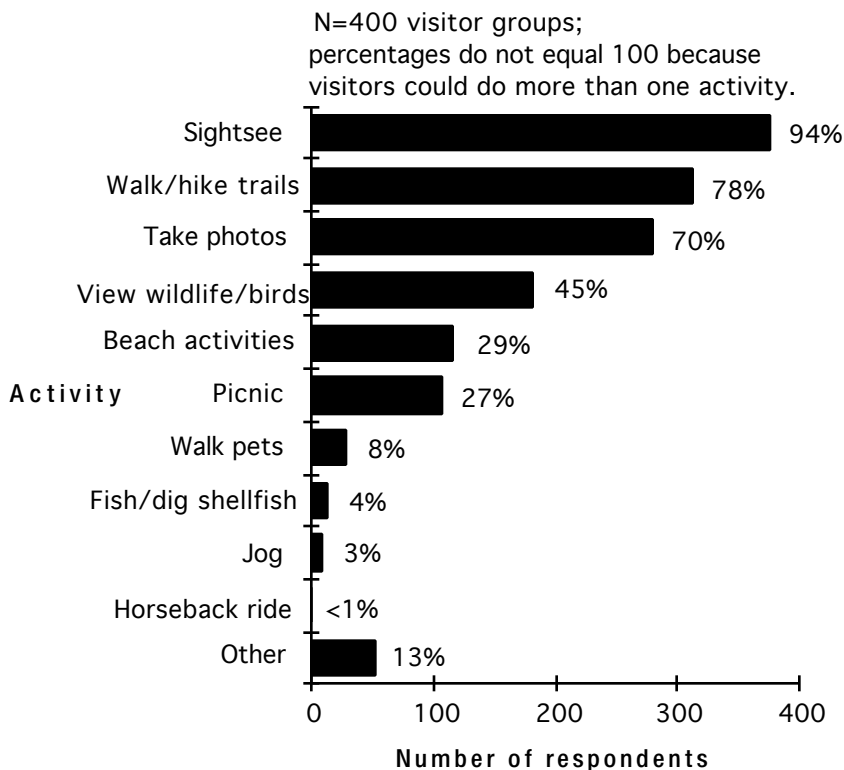 N=400 visitor groups;
percentages do not equal 100 because
visitors could do more than one activity.
Sightsee 94%
Walk/hike trails 78%
Take photos 70%
View wildlife/birds 45%
Beach activities 29%
Activity Picnic 27%
Walk pets 8%
Fish/dig shellfish 4%
Jog 3%
Horseback ride <1%
Other 13%
0 100 200 300 400
Number of respondents